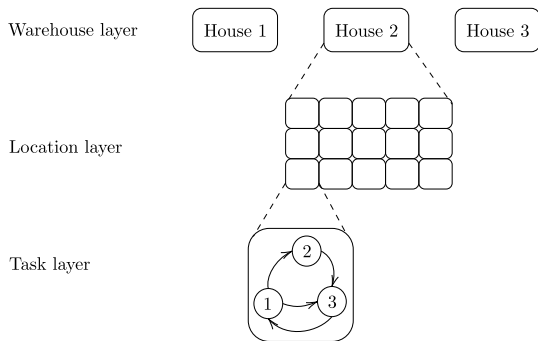 Warehouse layer
House 1
House 2
House 3
Location layer
Task layer
2
1
3